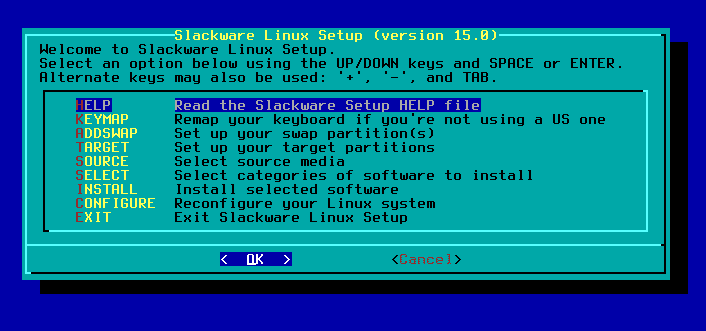 Slackware Linux Setup (version 15.0)
Welcome to Slackware Linux Setup.
Select an option below using the UP/DOWN keys and SPACE or ENTER.
Alternate keys may also be used: '+', '-', and TAB.
HELP Read the Slackware Setup HELP file
KEYMAP Remap your keyboard if you're not using a US one
ADDSWAP Set up your swap partition(s)
TARGET Set up your target partitions
SOURCE Select source media
SELECT Select categories of software to install
INSTALL Install selected software
CONFIGURE Reconfigure your Linux system
EXIT Exit Slackware Linux Setup
< OK > <Cancel>